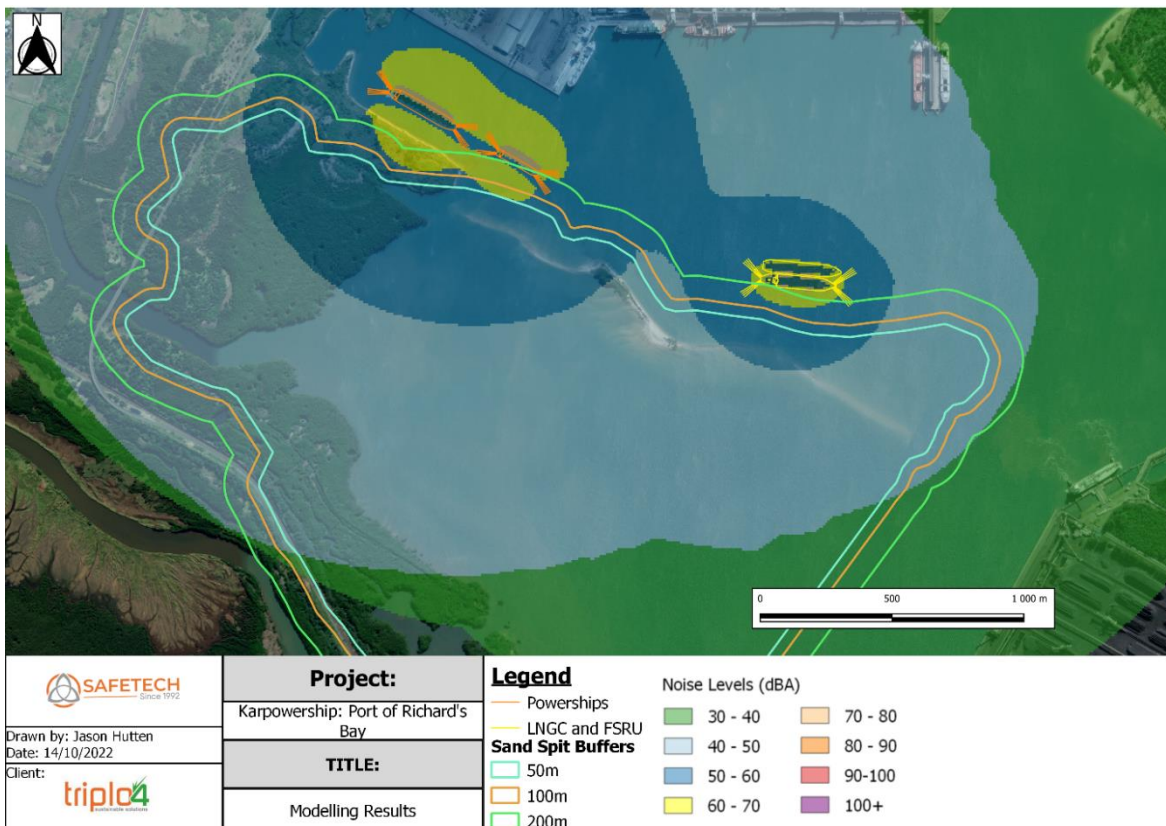 N
0 500 1 000 m
SAFETECH
Since 1992
Drawn by: Jason Hutten
Date: 14/10/2022
Client:
triplo4
sustainable solutions
Project:
Karpowership: Port of Richard's
Bay
TITLE:
Modelling Results
Legend
Powerships
LNGC and FSRU
Sand Spit Buffers
50m
100m
200m
Noise Levels (dBA)
30 - 40
40 - 50
50 - 60
60 - 70
70 - 80
80 - 90
90-100
100+